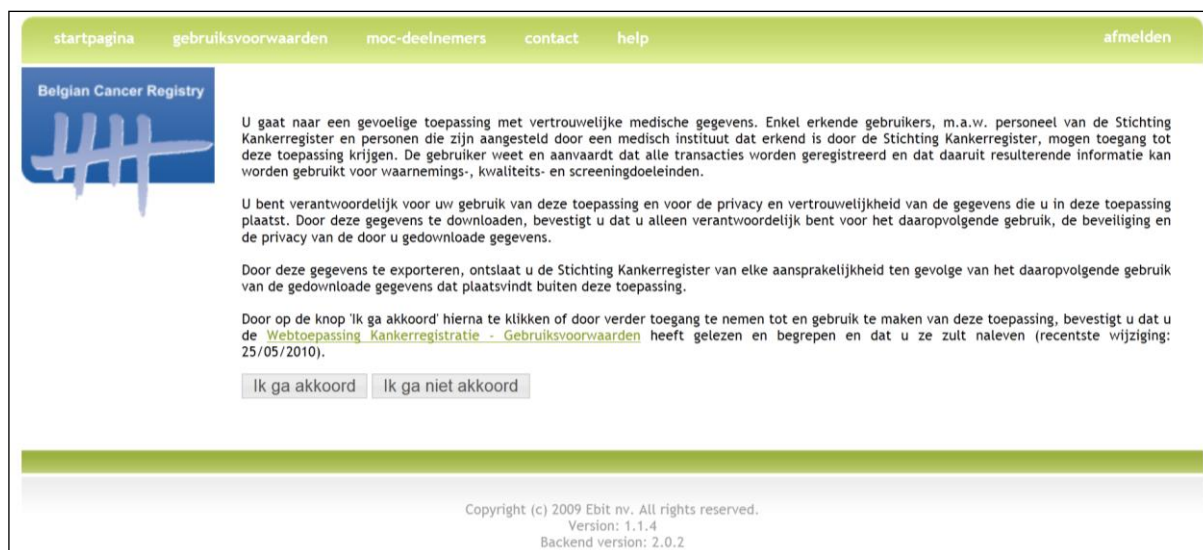 startpagina gebruiksvoorwaarden moc-deelnemers contact help afmelden
Belgian Cancer Registry
U gaat naar een gevoelige toepassing met vertrouwelijke medische gegevens. Enkel erkende gebruikers, m.a.w. personeel van de Stichting
Kankerregister en personen die zijn aangesteld door een medisch instituut dat erkend is door de Stichting Kankerregister, mogen toegang tot
deze toepassing krijgen. De gebruiker weet en aanvaardt dat alle transacties worden geregistreerd en dat daaruit resulterende informatie kan
worden gebruikt voor waarnemings-, kwaliteits- en screeningdoeleinden.
U bent verantwoordelijk voor uw gebruik van deze toepassing en voor de privacy en vertrouwelijkheid van de gegevens die u in deze toepassing
plaatst. Door deze gegevens te downloaden, bevestigt u dat u alleen verantwoordelijk bent voor het daaropvolgende gebruik, de beveiliging en
de privacy van de door u gedownloade gegevens.
Door deze gegevens te exporteren, ontslaat u de Stichting Kankerregister van elke aansprakelijkheid ten gevolge van het daaropvolgende gebruik
van de gedownloade gegevens dat plaatsvindt buiten deze toepassing.
Door op de knop 'Ik ga akkoord' hierna te klikken of door verder toegang te nemen tot en gebruik te maken van deze toepassing, bevestigt u dat u
de Webtoepassing Kankerregistratie - Gebruiksvoorwaarden heeft gelezen en begrepen en dat u ze zult naleven (recentste wijziging:
25/05/2010).
Ik ga akkoord Ik ga niet akkoord
Copyright (c) 2009 Ebit nv. All rights reserved.
Version: 1.1.4
Backend version: 2.0.2